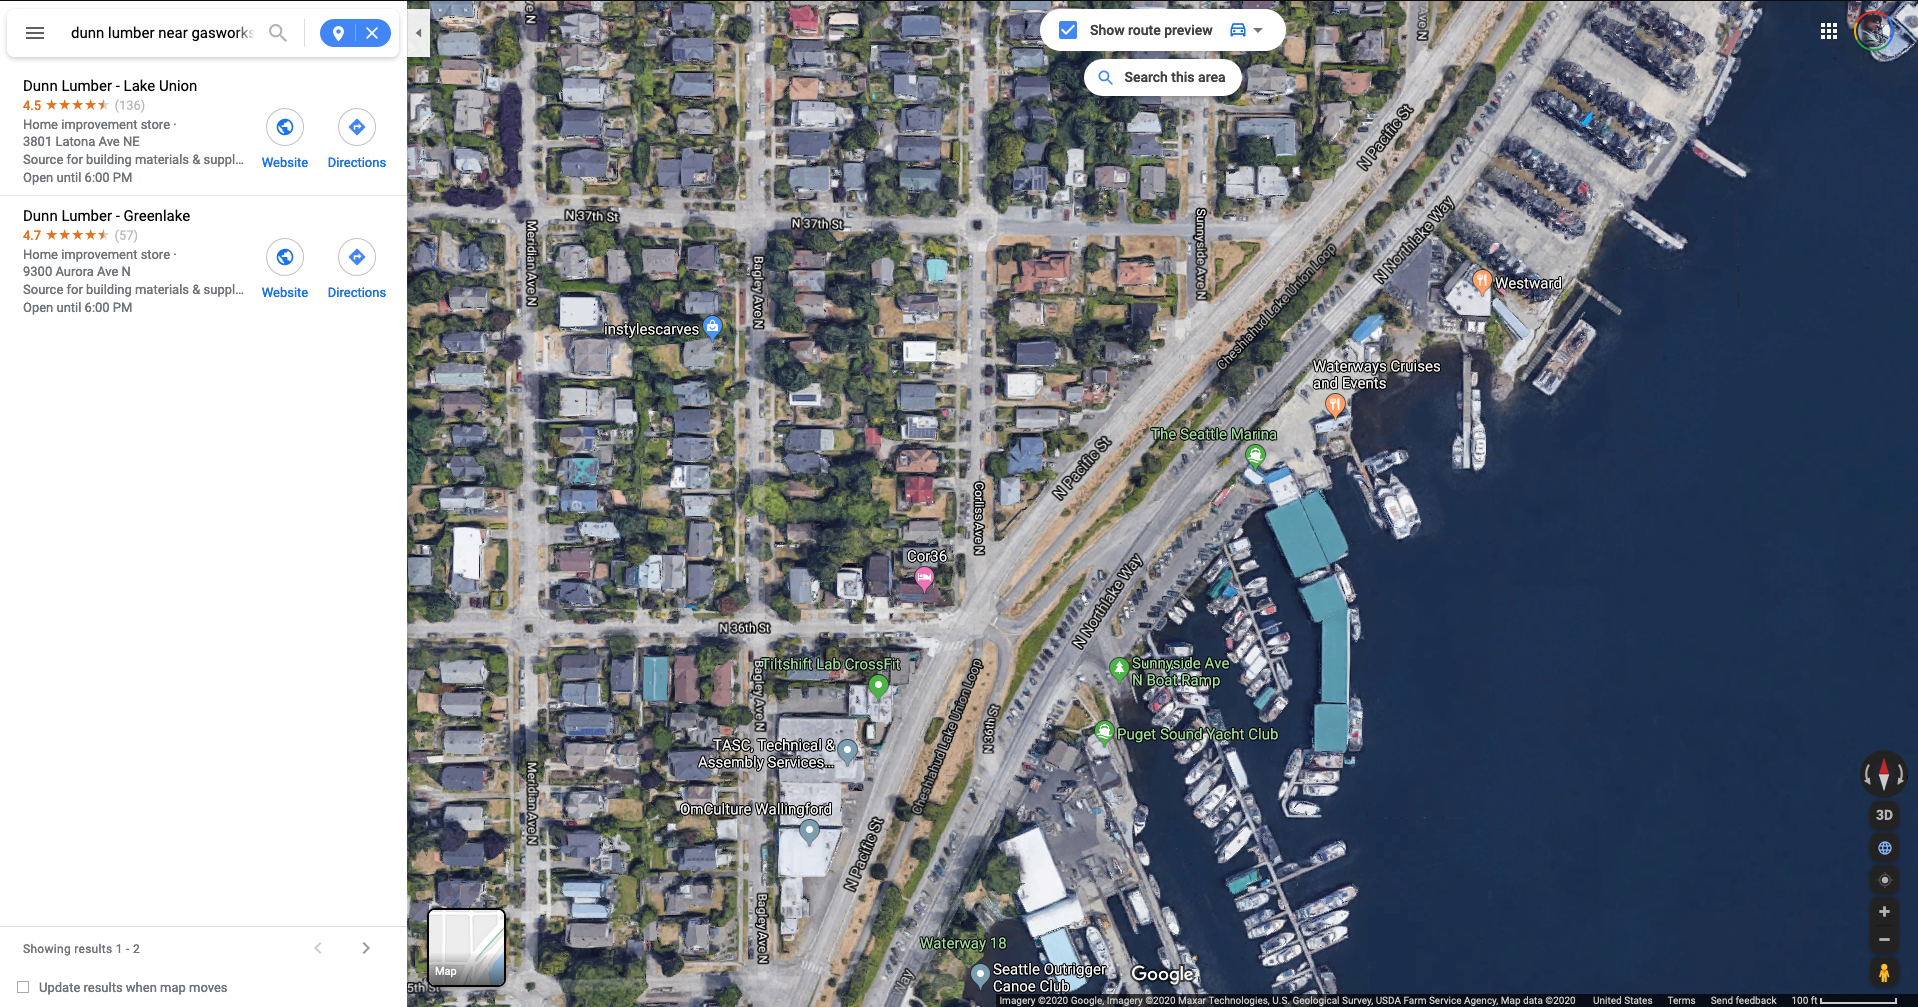 dunn lumber near gasworks
Dunn Lumber - Lake Union
4.5 (136)
Home improvement store ·
3801 Latona Ave NE
Source for building materials & suppl...
Open until 6:00 PM
Website
Directions
Dunn Lumber - Greenlake
4.7 (57)
Home improvement store ·
9300 Aurora Ave N
Source for building materials & suppl...
Open until 6:00 PM
Website
Directions
Showing results 1 - 2
Update results when map moves
Show route preview
Search this area
N Pacific St
N 37th St
N 37th St
Meridian Ave N
Bagley Ave N
Sunnyside Ave N
N Northlake Way
Cheshiahud Lake Union Loop
Westward
instylescarves
Waterways Cruises
and Events
The Seattle Marina
N Pacific St
Corliss Ave N
Cor36
N Northlake Way
N 36th St
Tiltshift Lab CrossFit
Bagley Ave N
Cheshiahud Lake Union Loop
N 36th St
Sunnyside Ave
N Boat Ramp
Puget Sound Yacht Club
TASC, Technical &
Assembly Services...
Meridian Ave N
OmCulture Wallingford
N Pacific St
Bagley Ave N
Waterway 18
Seattle Outrigger
Canoe Club
Way
5th St
Map
Google
3D
Imagery ©2020 Google, Imagery ©2020 Maxar Technologies, U.S. Geological Survey, USDA Farm Service Agency, Map data ©2020
United States
Terms
Send feedback
100 ft